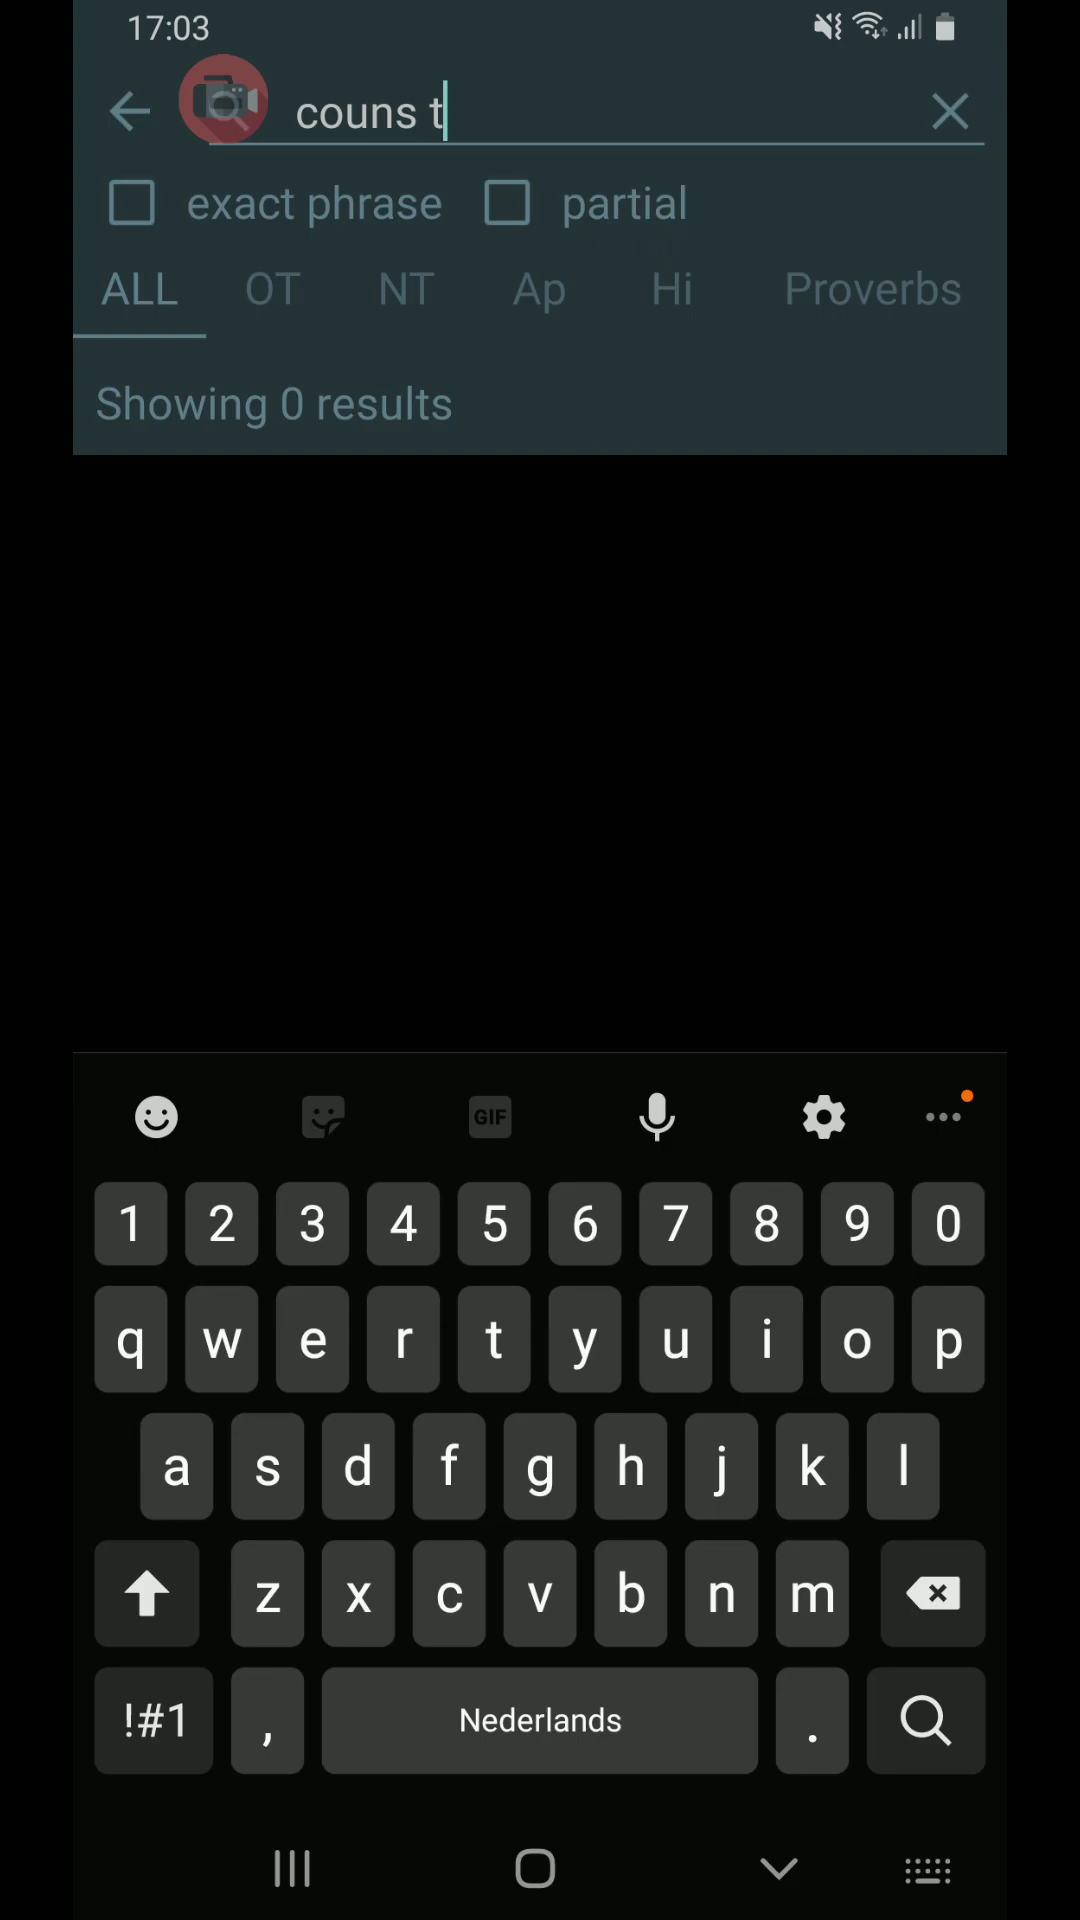 17:03
couns t
exact phrase partial
ALL OT NT Ap Hi Proverbs
Showing 0 results
GIF
1 2 3 4 5 6 7 8 9 0
q w e r t y u i o p
a s d f g h j k l
z x c v b n m
!#1 , Nederlands .